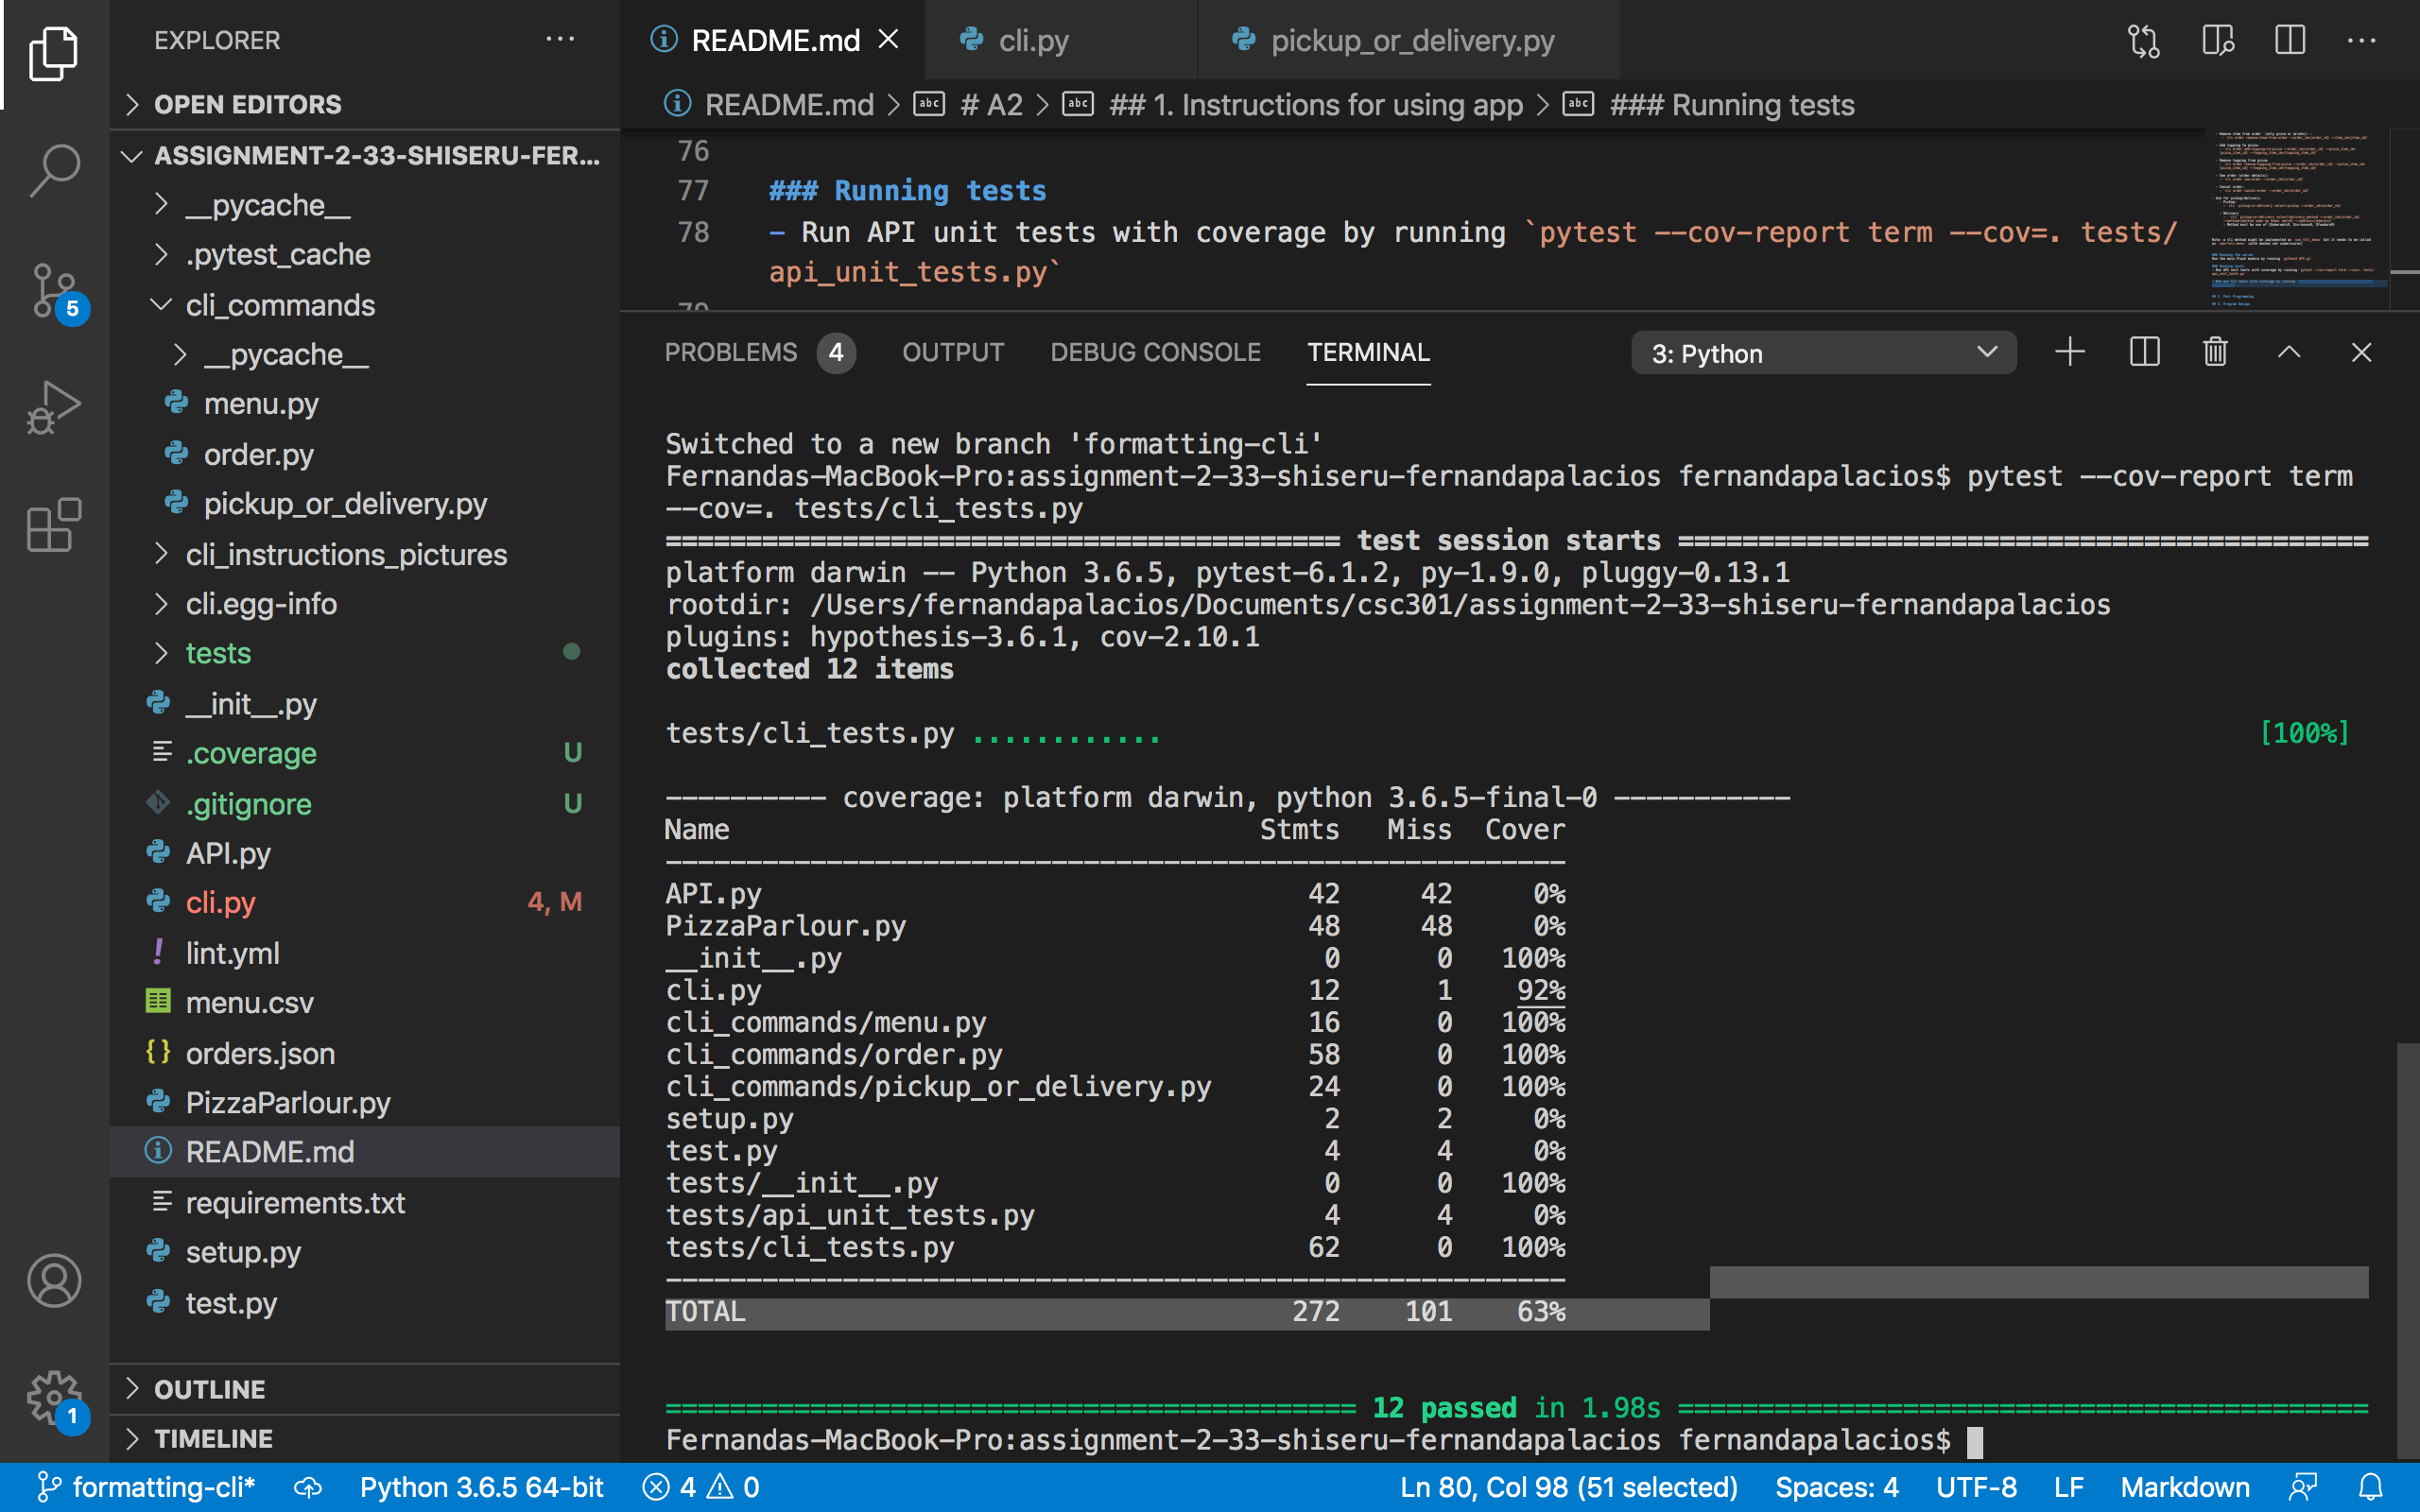 EXPLORER
OPEN EDITORS
ASSIGNMENT-2-33-SHISERU-FER...
__pycache__
.pytest_cache
cli_commands
__pycache__
menu.py
order.py
pickup_or_delivery.py
cli_instructions_pictures
cli.egg-info
tests
__init__.py
.coverage U
.gitignore U
API.py
cli.py 4, M
lint.yml
menu.csv
orders.json
PizzaParlour.py
README.md
requirements.txt
setup.py
test.py
OUTLINE
TIMELINE
5
1
README.md cli.py pickup_or_delivery.py
README.md > # A2 > ## 1. Instructions for using app > ### Running tests
76
77 ### Running tests
78 - Run API unit tests with coverage by running `pytest --cov-report term --cov=. tests/
api_unit_tests.py`
PROBLEMS 4 OUTPUT DEBUG CONSOLE TERMINAL 3: Python
Switched to a new branch 'formatting-cli'
Fernandas-MacBook-Pro:assignment-2-33-shiseru-fernandapalacios fernandapalacios$ pytest --cov-report term
--cov=. tests/cli_tests.py
========================================== test session starts ===========================================
platform darwin -- Python 3.6.5, pytest-6.1.2, py-1.9.0, pluggy-0.13.1
rootdir: /Users/fernandapalacios/Documents/csc301/assignment-2-33-shiseru-fernandapalacios
plugins: hypothesis-3.6.1, cov-2.10.1
collected 12 items
tests/cli_tests.py ............ [100%]
---------- coverage: platform darwin, python 3.6.5-final-0 -----------
Name Stmts Miss Cover
--------------------------------------------------------
API.py 42 42 0%
PizzaParlour.py 48 48 0%
__init__.py 0 0 100%
cli.py 12 1 92%
cli_commands/menu.py 16 0 100%
cli_commands/order.py 58 0 100%
cli_commands/pickup_or_delivery.py 24 0 100%
setup.py 2 2 0%
test.py 4 4 0%
tests/__init__.py 0 0 100%
tests/api_unit_tests.py 4 4 0%
tests/cli_tests.py 62 0 100%
--------------------------------------------------------
TOTAL 272 101 63%
=========================================== 12 passed in 1.98s ===========================================
Fernandas-MacBook-Pro:assignment-2-33-shiseru-fernandapalacios fernandapalacios$
formatting-cli* Python 3.6.5 64-bit 4 0 Ln 80, Col 98 (51 selected) Spaces: 4 UTF-8 LF Markdown